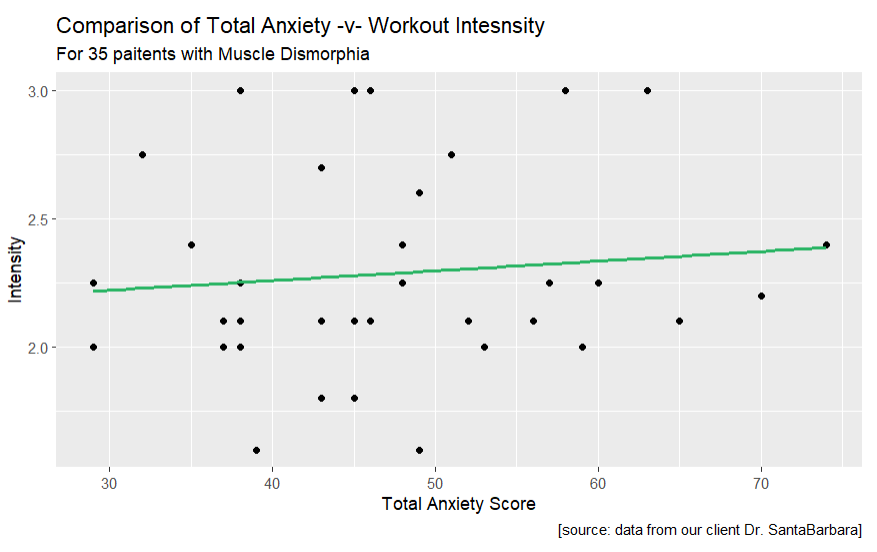 Comparison of Total Anxiety -v- Workout Intesnsity
For 35 paitents with Muscle Dismorphia
3.0
2.5
2.0
Intensity
30 40 50 60 70
Total Anxiety Score
[source: data from our client Dr. SantaBarbara]